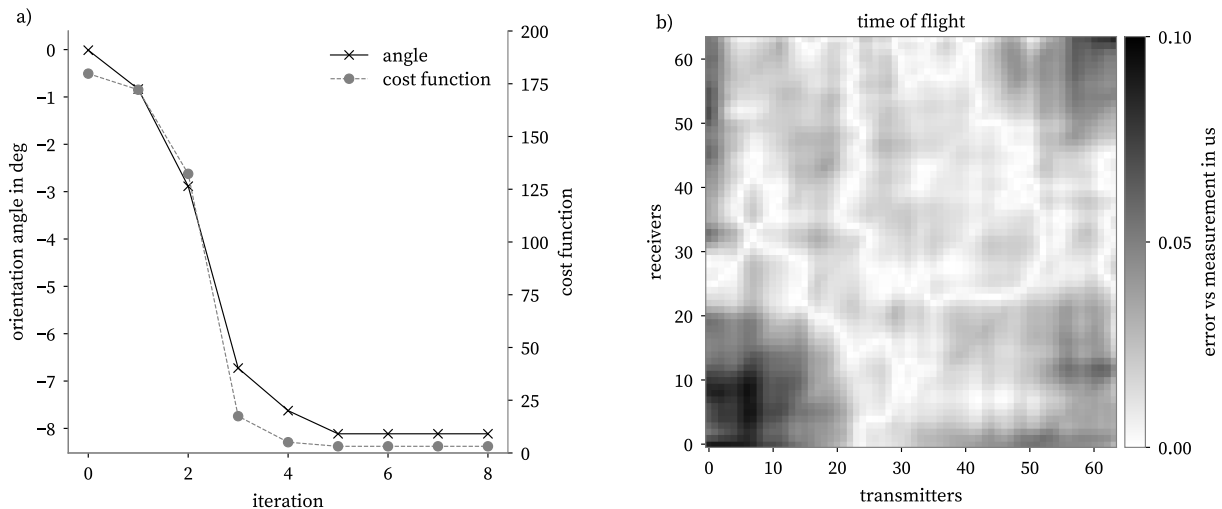 a)
0
−1
−2
−3
−4
−5
−6
−7
−8
orientation angle in deg
angle
cost function
200
175
150
125
100
75
50
25
0
cost function
0 2 4 6 8
iteration
b)
time of flight
60
50
40
30
20
10
0
receivers
0 10 20 30 40 50 60
transmitters
0.10
0.05
0.00
error vs measurement in us